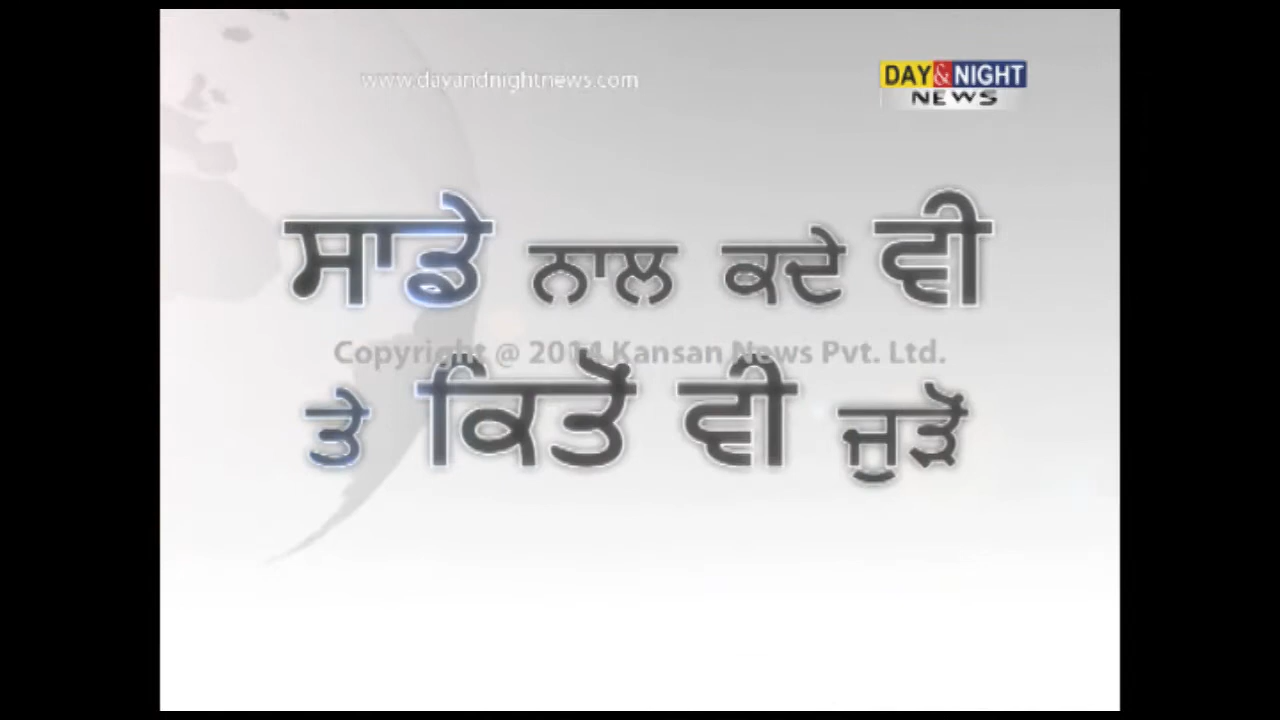 www.dayandnightnews.com
DAY & NIGHT
NEWS
ਸਾਡੇ ਨਾਲ ਕਦੇ ਵੀ
Copyright @ 2014 Kansan News Pvt. Ltd.
ਤੇ ਕਿਤੋਂ ਵੀ ਜੁੜੋਂ